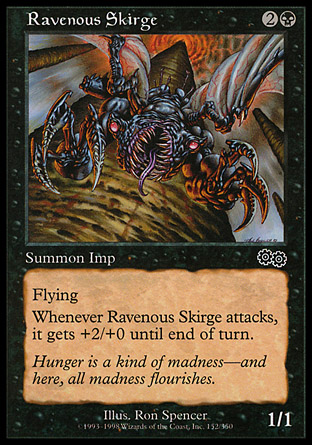 Ravenous Skirge 2
Summon Imp
Flying
Whenever Ravenous Skirge attacks,
it gets +2/+0 until end of turn.
Hunger is a kind of madness—and
here, all madness flourishes.
Illus. Ron Spencer
©1993-1998 Wizards of the Coast, Inc. 152/350
1/1